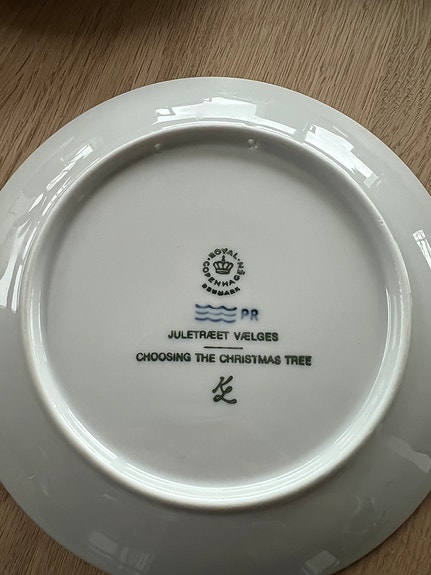 ROYAL
COPENHAGEN
DENMARK
PR
JULETRÆET VÆLGES
CHOOSING THE CHRISTMAS TREE
KL